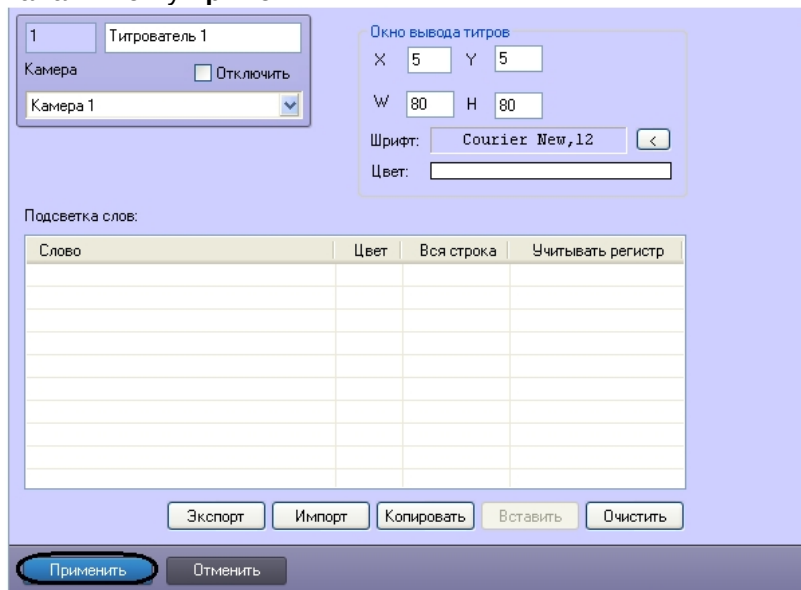 1 Титрователь 1
Камера Отключить
Камера 1
Окно вывода титров
X 5 Y 5
W 80 H 80
Шрифт: Courier New,12 <
Цвет:
Подсветка слов:
Слово Цвет Вся строка Учитывать регистр
Экспорт Импорт Копировать Вставить Очистить
Применить Отменить